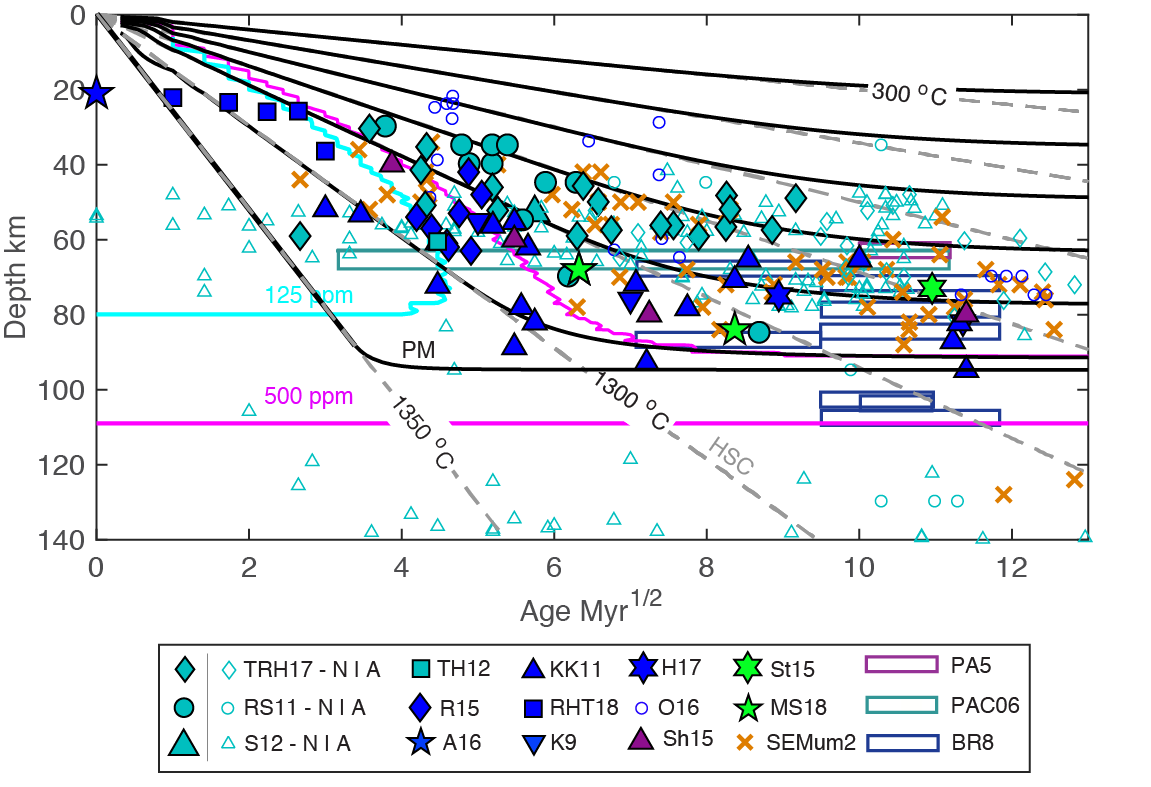 0
20
40
60
80
100
120
140
Depth km
300 °C
125 ppm
PM
500 ppm
1350 °C
1300 °C
HSC
0 2 4 6 8 10 12
Age Myr^1/2
TRH17 - N | A TH12 KK11 H17 St15 PA5
RS11 - N | A R15 RHT18 O16 MS18 PAC06
S12 - N | A A16 K9 Sh15 SEMum2 BR8